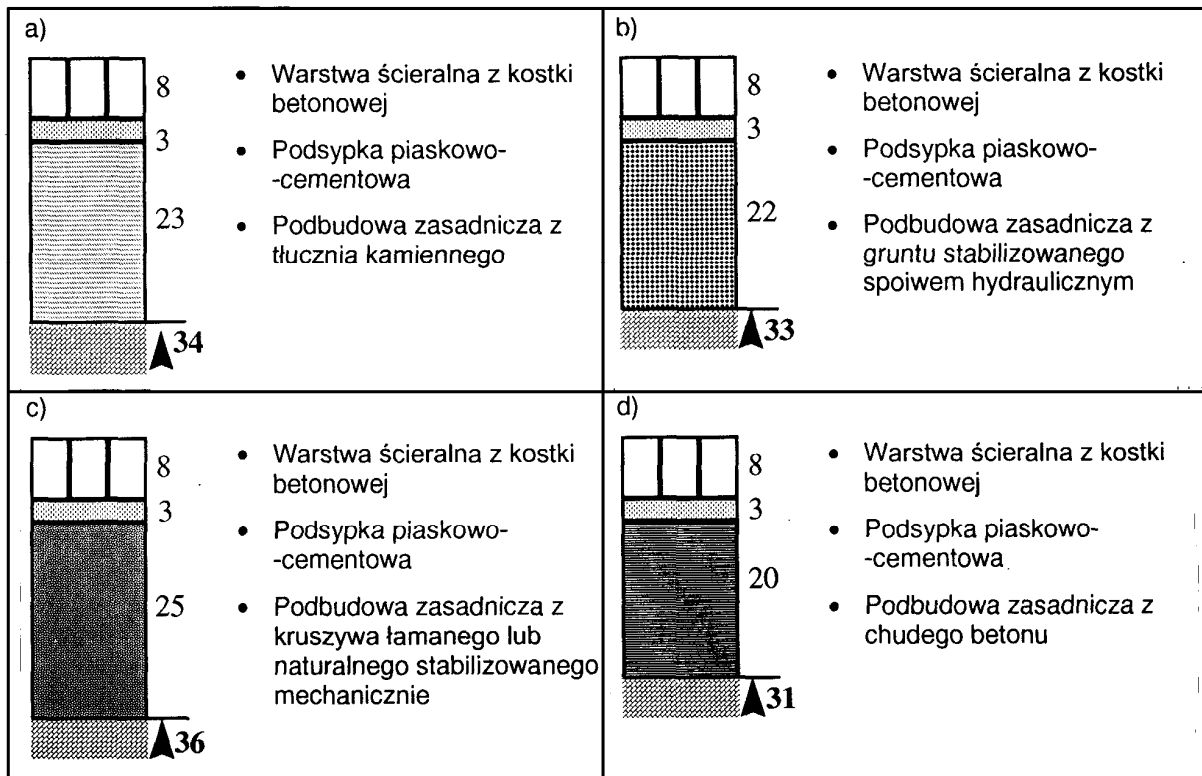 a)
8
3
23
34
• Warstwa ścieralna z kostki
betonowej
• Podsypka piaskowo-
-cementowa
• Podbudowa zasadnicza z
tłucznia kamiennego
b)
8
3
22
33
• Warstwa ścieralna z kostki
betonowej
• Podsypka piaskowo-
-cementowa
• Podbudowa zasadnicza z
gruntu stabilizowanego
spoiwem hydraulicznym
c)
8
3
25
36
• Warstwa ścieralna z kostki
betonowej
• Podsypka piaskowo-
-cementowa
• Podbudowa zasadnicza z
kruszywa łamanego lub
naturalnego stabilizowanego
mechanicznie
d)
8
3
20
31
• Warstwa ścieralna z kostki
betonowej
• Podsypka piaskowo-
-cementowa
• Podbudowa zasadnicza z
chudego betonu